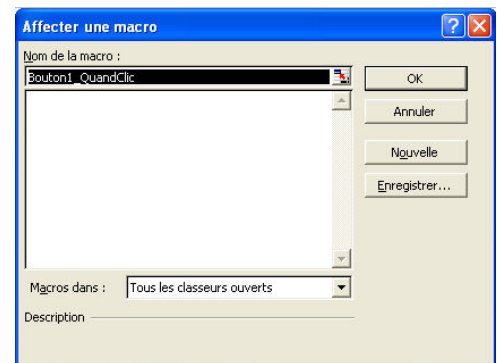 Affecter une macro
Nom de la macro :
Bouton1_QuandClic
OK
Annuler
Nouvelle
Enregistrer...
Macros dans :
Tous les classeurs ouverts
Description